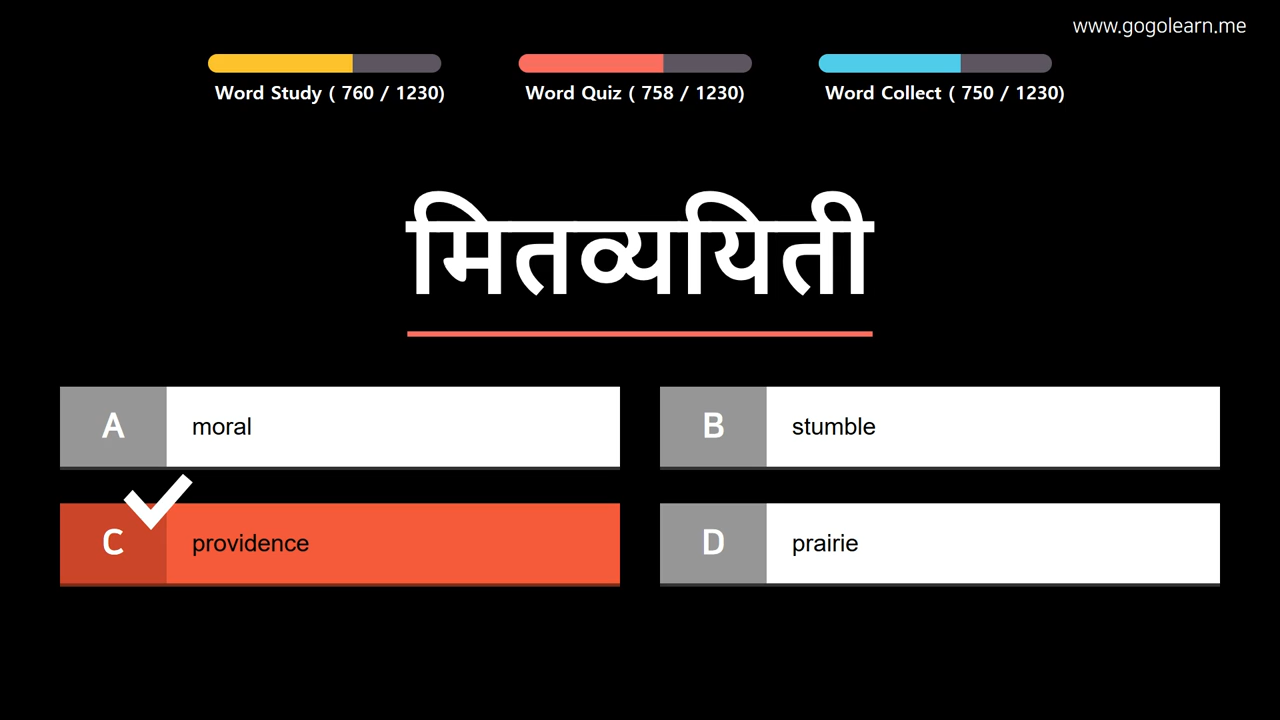 www.gogolearn.me
Word Study ( 760 / 1230)
Word Quiz ( 758 / 1230)
Word Collect ( 750 / 1230)
मितव्ययिती
A
moral
B
stumble
C
providence
D
prairie